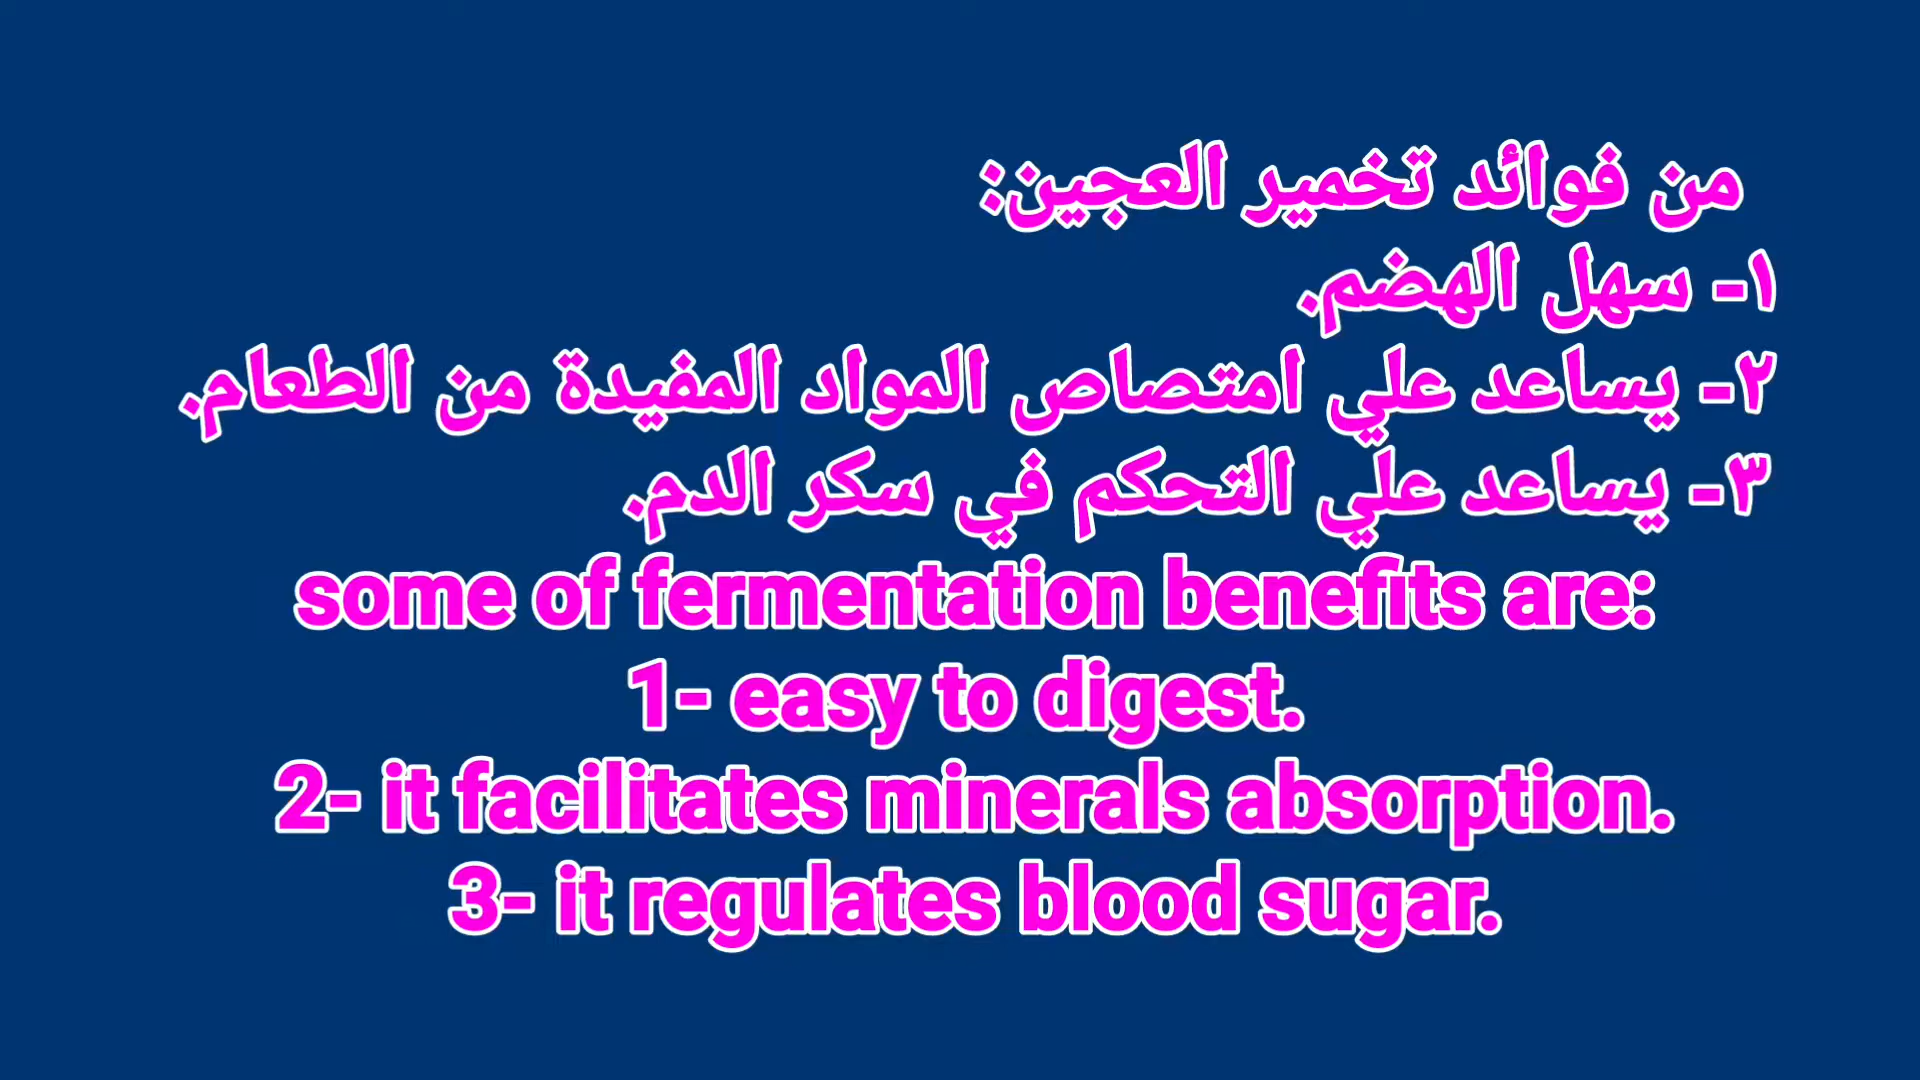 من فوائد تخمير العجين:
١- سهل الهضم.
٢- يساعد علي امتصاص المواد المفيدة من الطعام.
٣- يساعد علي التحكم في سكر الدم.
some of fermentation benefits are:
1- easy to digest.
2- it facilitates minerals absorption.
3- it regulates blood sugar.